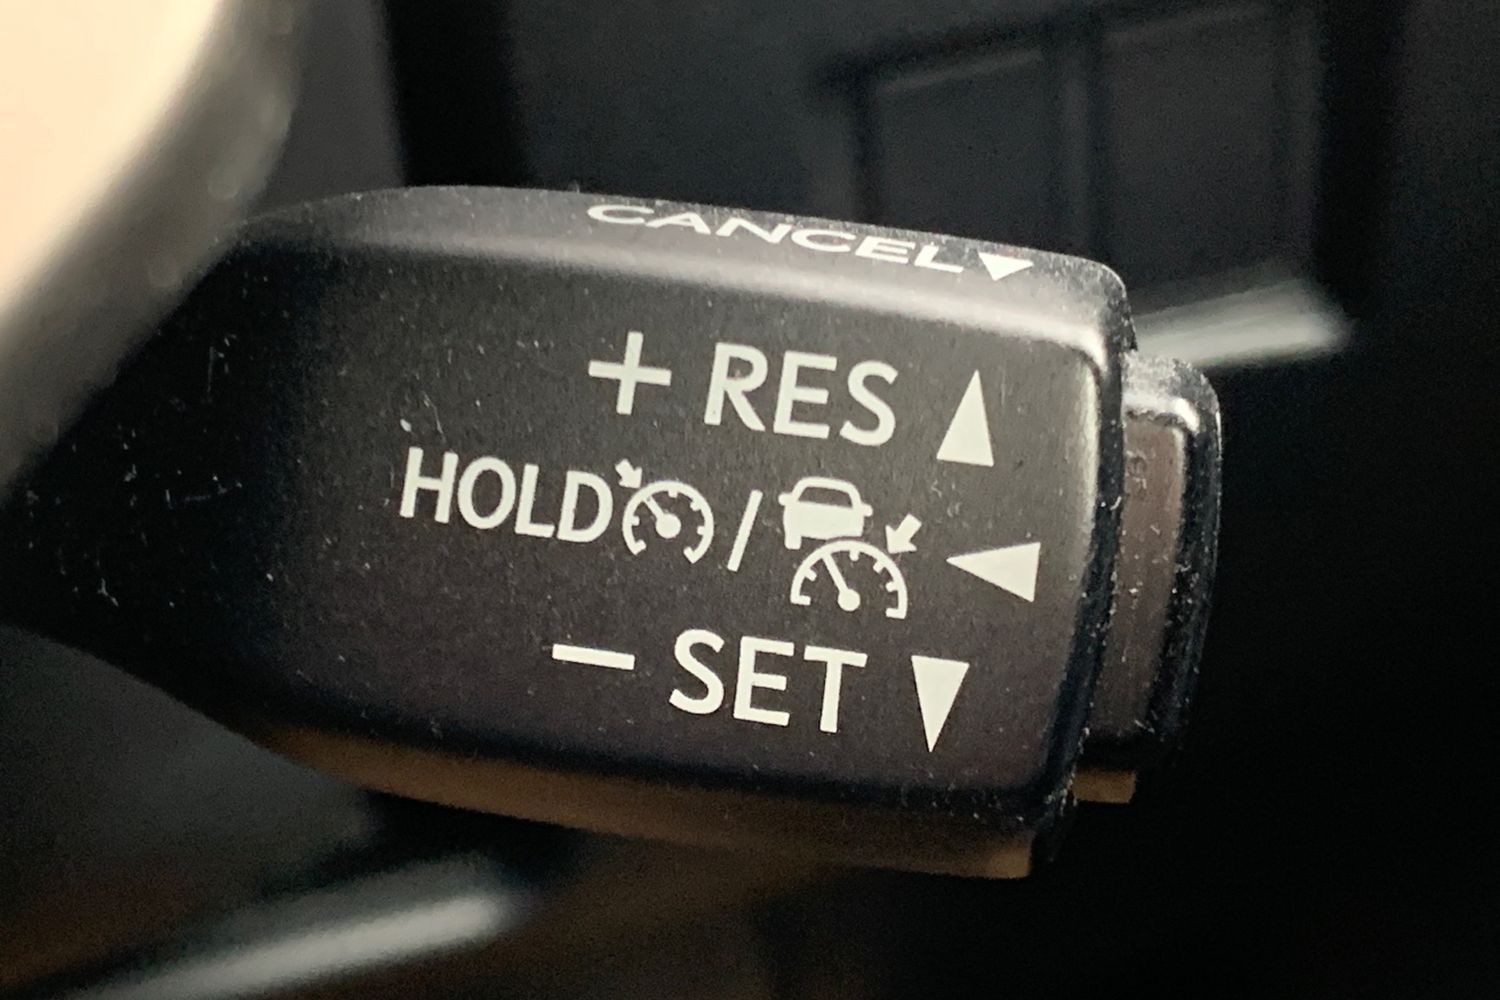 CANCEL▼
+ RES ▲
HOLD / ◀
− SET ▼